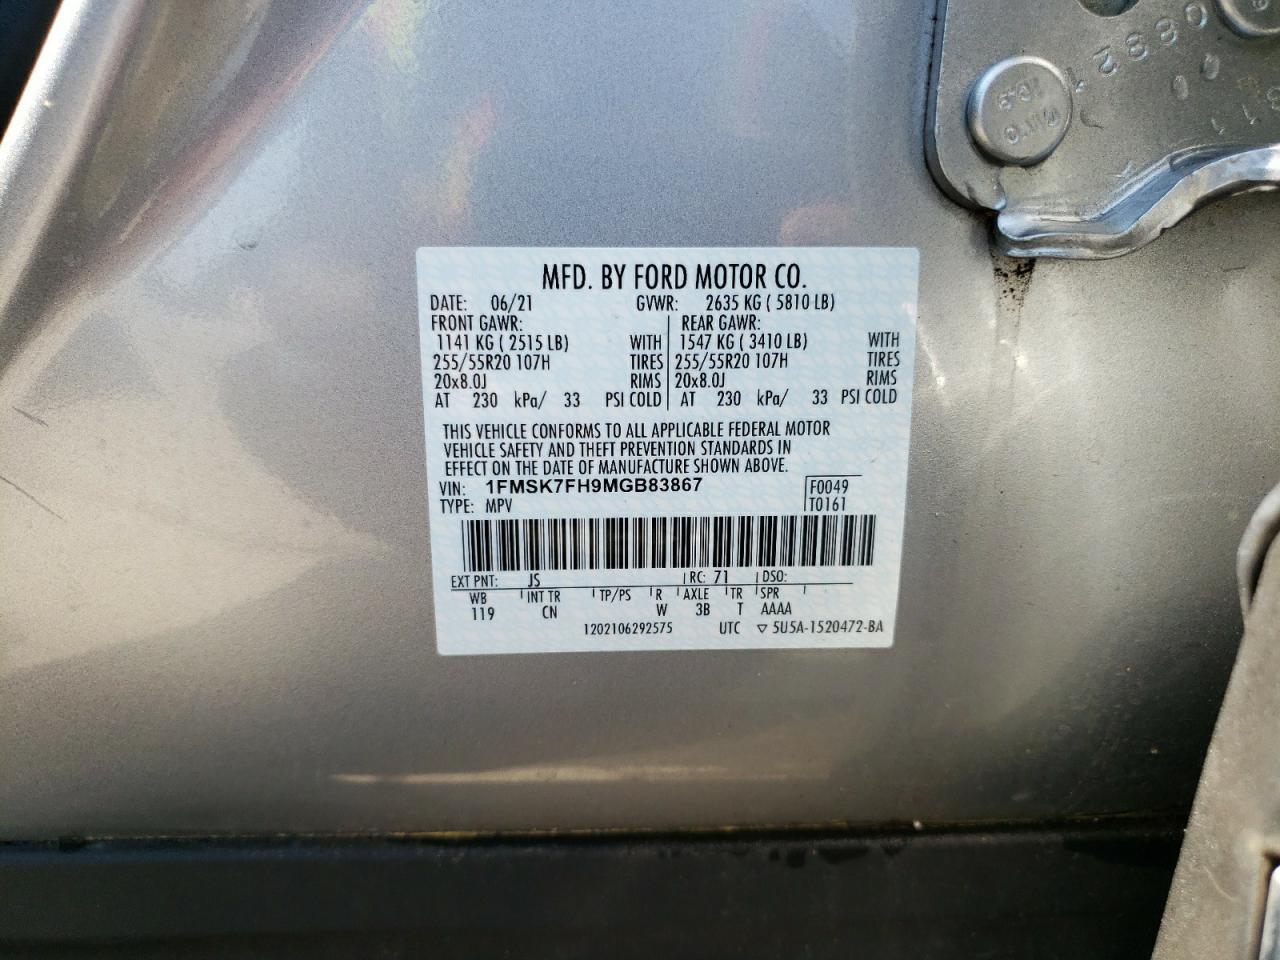 MFD. BY FORD MOTOR CO.
DATE: 06/21 GVWR: 2635 KG ( 5810 LB)
FRONT GAWR: REAR GAWR:
1141 KG ( 2515 LB) WITH 1547 KG ( 3410 LB) WITH
255/55R20 107H TIRES 255/55R20 107H TIRES
20x8.0J RIMS 20x8.0J RIMS
AT 230 kPa/ 33 PSI COLD AT 230 kPa/ 33 PSI COLD
THIS VEHICLE CONFORMS TO ALL APPLICABLE FEDERAL MOTOR
VEHICLE SAFETY AND THEFT PREVENTION STANDARDS IN
EFFECT ON THE DATE OF MANUFACTURE SHOWN ABOVE.
VIN: 1FMSK7FH9MGB83867 F0049
TYPE: MPV T0161
EXT PNT: JS RC: 71 DSO:
WB INT TR TP/PS R AXLE TR SPR
119 CN W 3B T AAAA
1202106292575 UTC ▽ 5U5A-1520472-BA